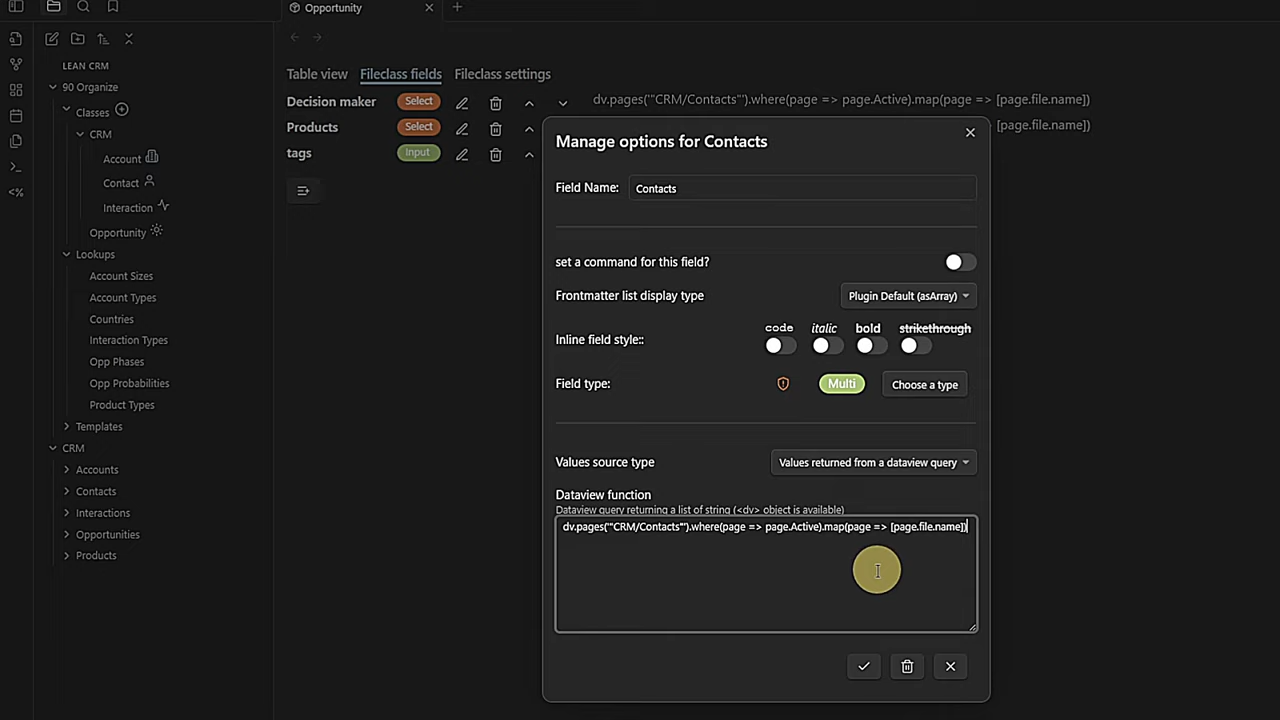 Opportunity
LEAN CRM
90 Organize
Classes
CRM
Account
Contact
Interaction
Opportunity
Lookups
Account Sizes
Account Types
Countries
Interaction Types
Opp Phases
Opp Probabilities
Product Types
Templates
CRM
Accounts
Contacts
Interactions
Opportunities
Products
Table view Fileclass fields Fileclass settings
Decision maker Select dv.pages('"CRM/Contacts"').where(page => page.Active).map(page => [page.file.name])
Products Select [page.file.name])
tags Input
Manage options for Contacts
Field Name: Contacts
set a command for this field?
Frontmatter list display type Plugin Default (asArray)
code italic bold strikethrough
Inline field style::
Field type: Multi Choose a type
Values source type Values returned from a dataview query
Dataview function
Dataview query returning a list of string (<dv> object is available)
dv.pages('"CRM/Contacts"').where(page => page.Active).map(page => [page.file.name])